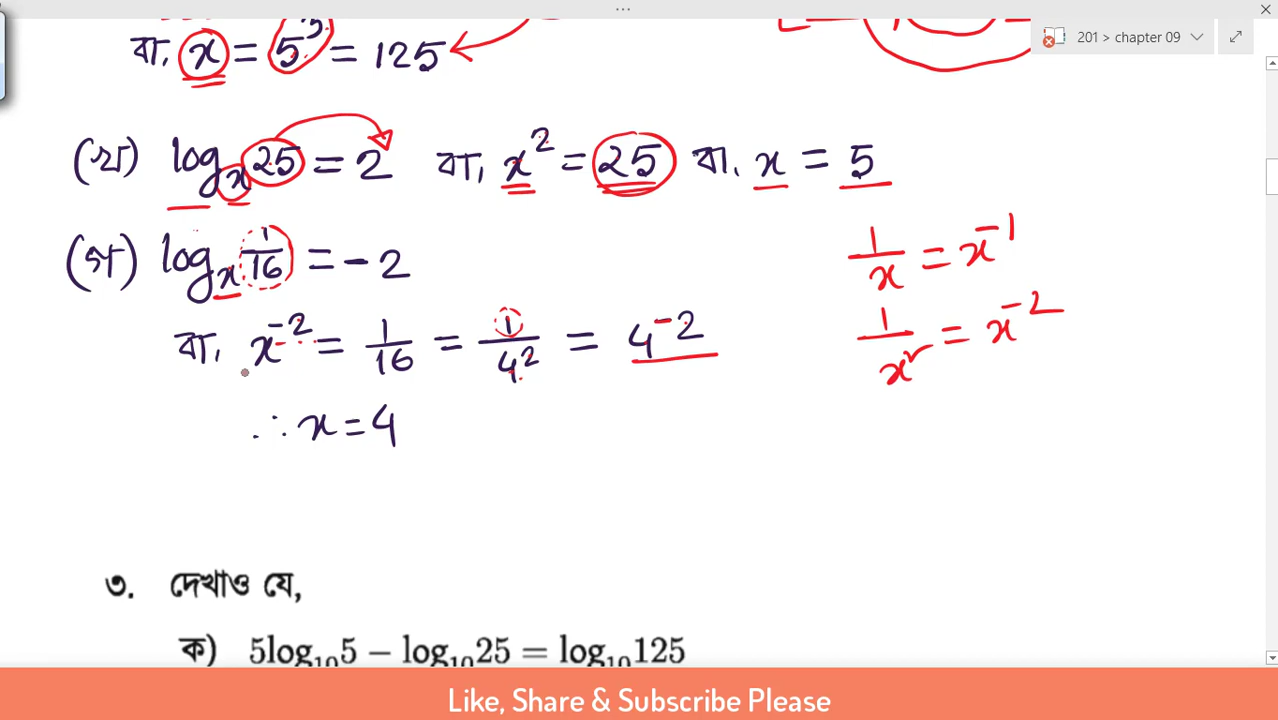 201 > chapter 09
বা, x = 5³ = 125
(খ) logₓ25 = 2 বা, x² = 25 বা. x = 5
(গ) logₓ 1/16 = -2
1/x = x⁻¹
বা, x⁻² = 1/16 = 1/4² = 4⁻²
1/x² = x⁻²
∴ x = 4
৩. দেখাও যে,
ক) 5log₁₀5 − log₁₀25 = log₁₀125
Like, Share & Subscribe Please